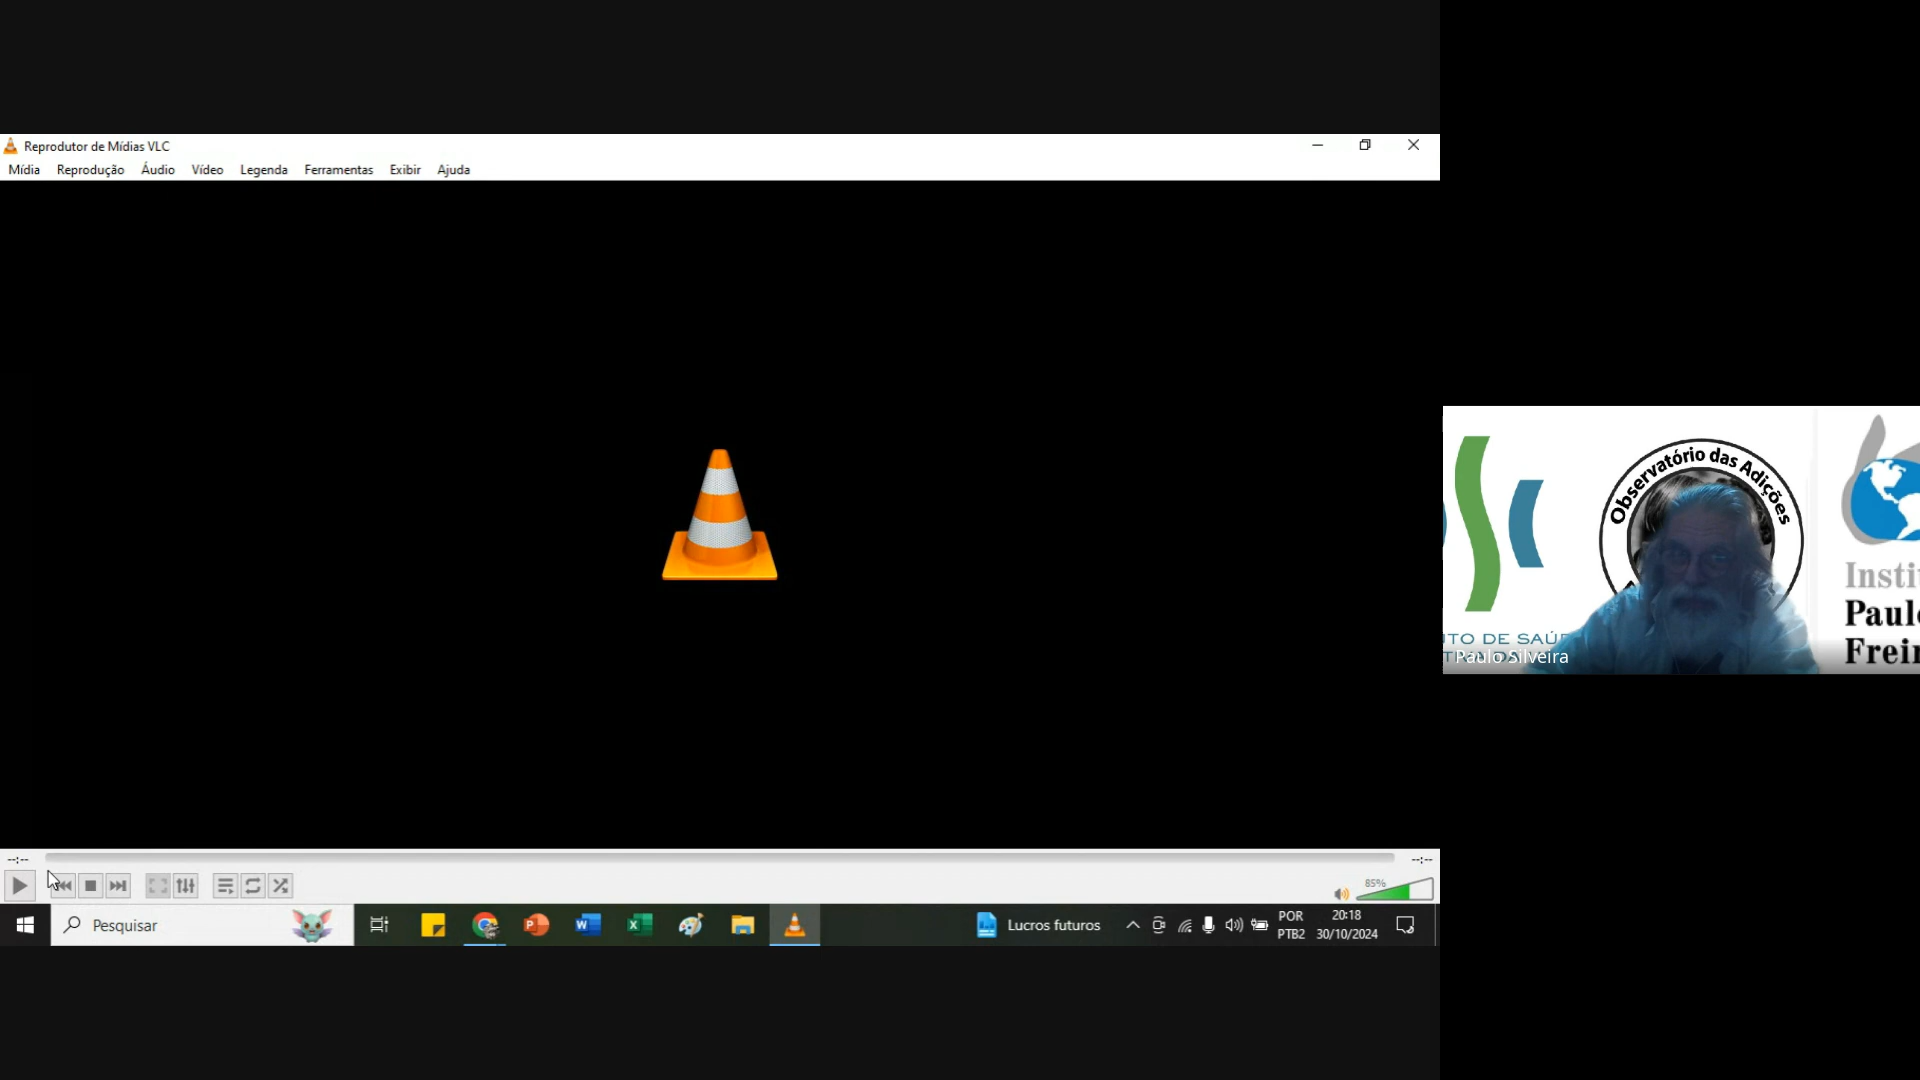 Reprodutor de Mídias VLC
Mídia Reprodução Áudio Vídeo Legenda Ferramentas Exibir Ajuda
Observatório das Adições
Insti
Paul
Frei
TO DE SAÚ
Paulo Silveira
--:-- --:--
85%
Pesquisar
Lucros futuros
POR
PTB2
20:18
30/10/2024